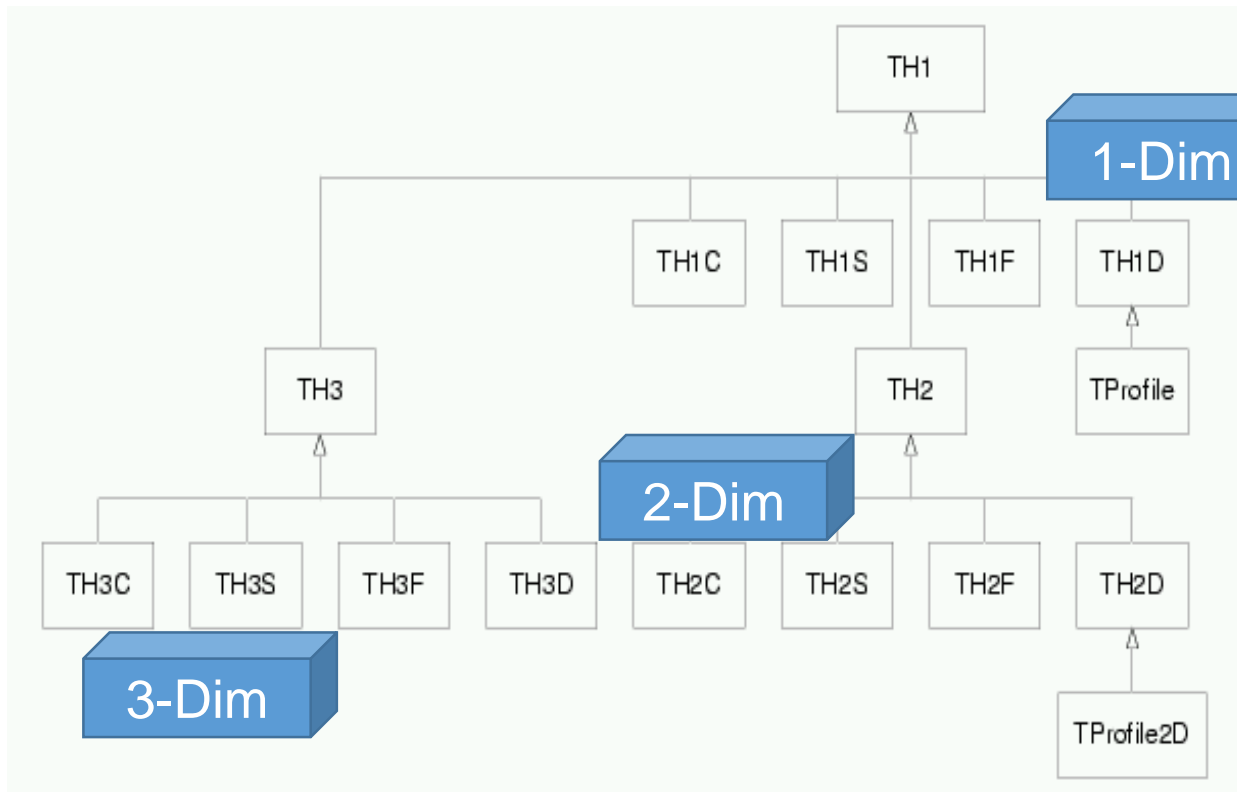 TH1
1-Dim
TH1C TH1S TH1F TH1D
TH3 TH2 TProfile
2-Dim
TH3C TH3S TH3F TH3D TH2C TH2S TH2F TH2D
3-Dim
TProfile2D